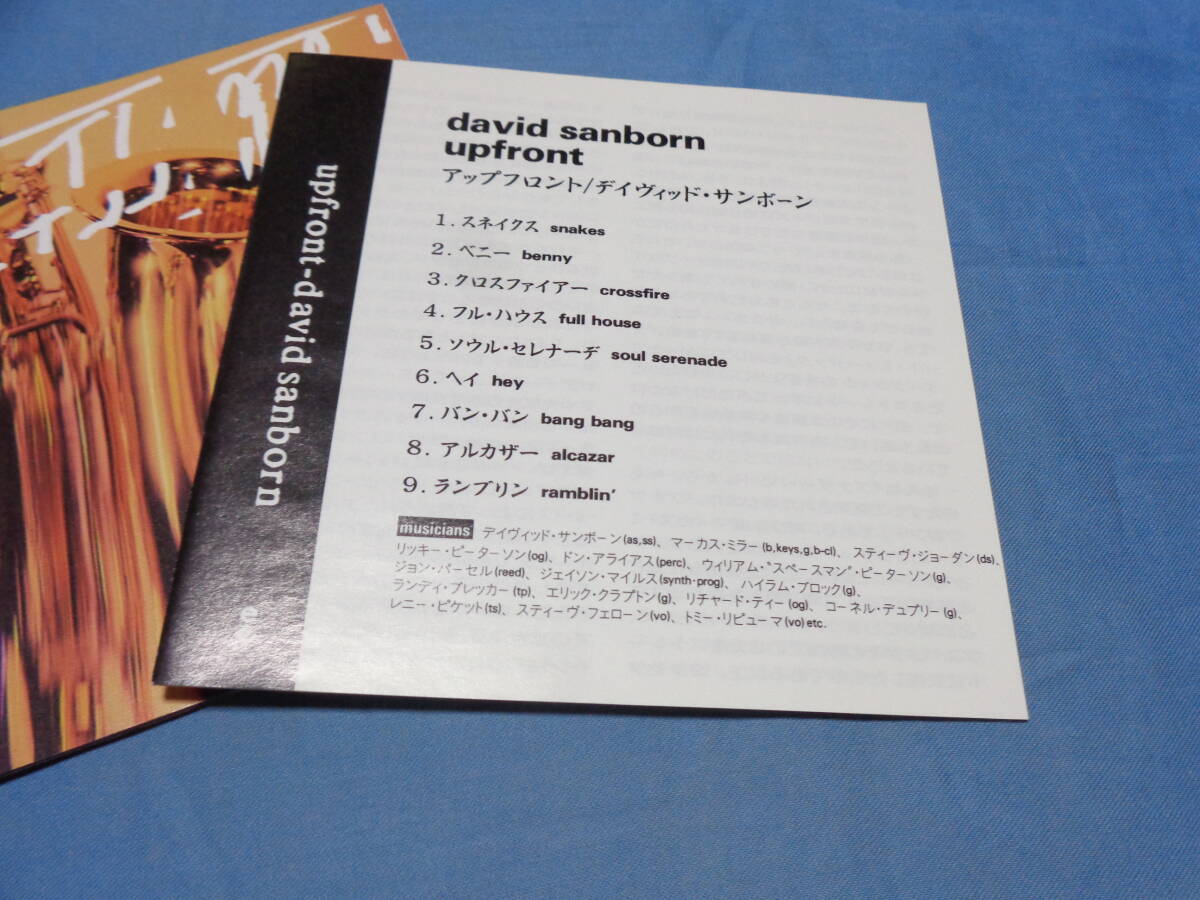 upfront-david sanborn
david sanborn
upfront
アップフロント/デイヴィッド・サンボーン
1. スネイクス snakes
2. ベニー benny
3. クロスファイアー crossfire
4. フル・ハウス full house
5. ソウル・セレナーデ soul serenade
6. ヘイ hey
7. バン・バン bang bang
8. アルカザー alcazar
9. ランブリン ramblin'
musicians デイヴィッド・サンボーン(as,ss)、マーカス・ミラー(b,keys,g,b-cl)、スティーヴ・ジョーダン(ds)、
リッキー・ピーターソン(og)、ドン・アライアス(perc)、ウィリアム・"スペースマン"・ピーターソン(g)、
ジョン・パーセル(reed)、ジェイソン・マイルス(synth・prog)、ハイラム・ブロック(g)、
ランディ・ブレッカー(tp)、エリック・クラプトン(g)、リチャード・ティー(og)、コーネル・デュプリー(g)、
レニー・ピケット(ts)、スティーヴ・フェローン(vo)、トミー・リピューマ(vo)etc.